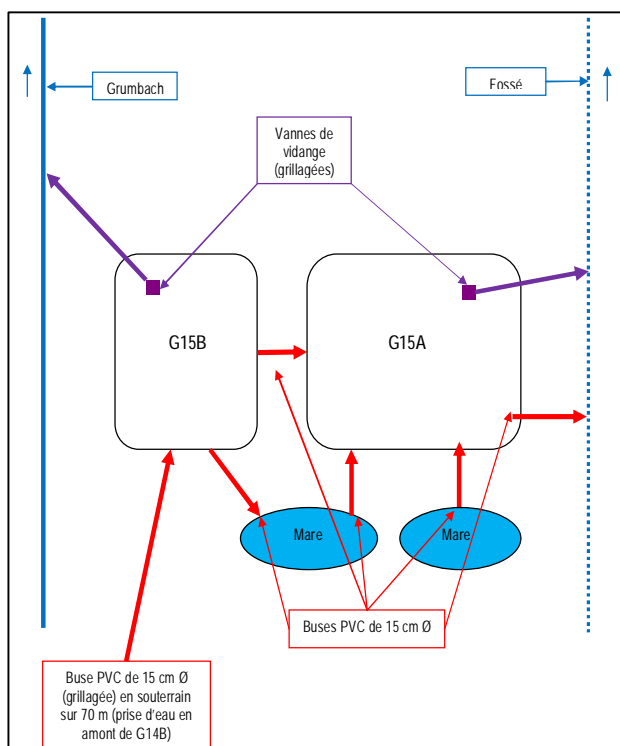 Grumbach
Fossé
Vannes de
vidange
(grillagées)
G15B
G15A
Mare
Mare
Buses PVC de 15 cm Ø
Buse PVC de 15 cm Ø
(grillagée) en souterrain
sur 70 m (prise d'eau en
amont de G14B)